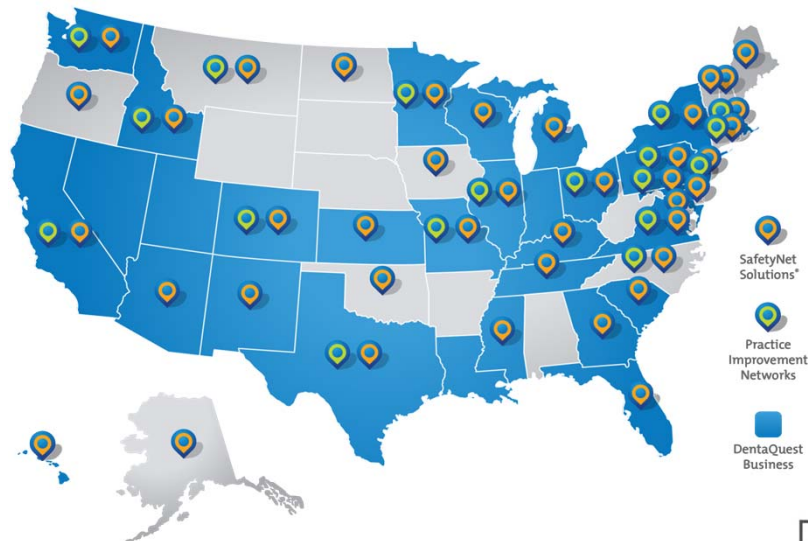 SafetyNet
Solutions*
Practice
Improvement
Networks
DentaQuest
Business